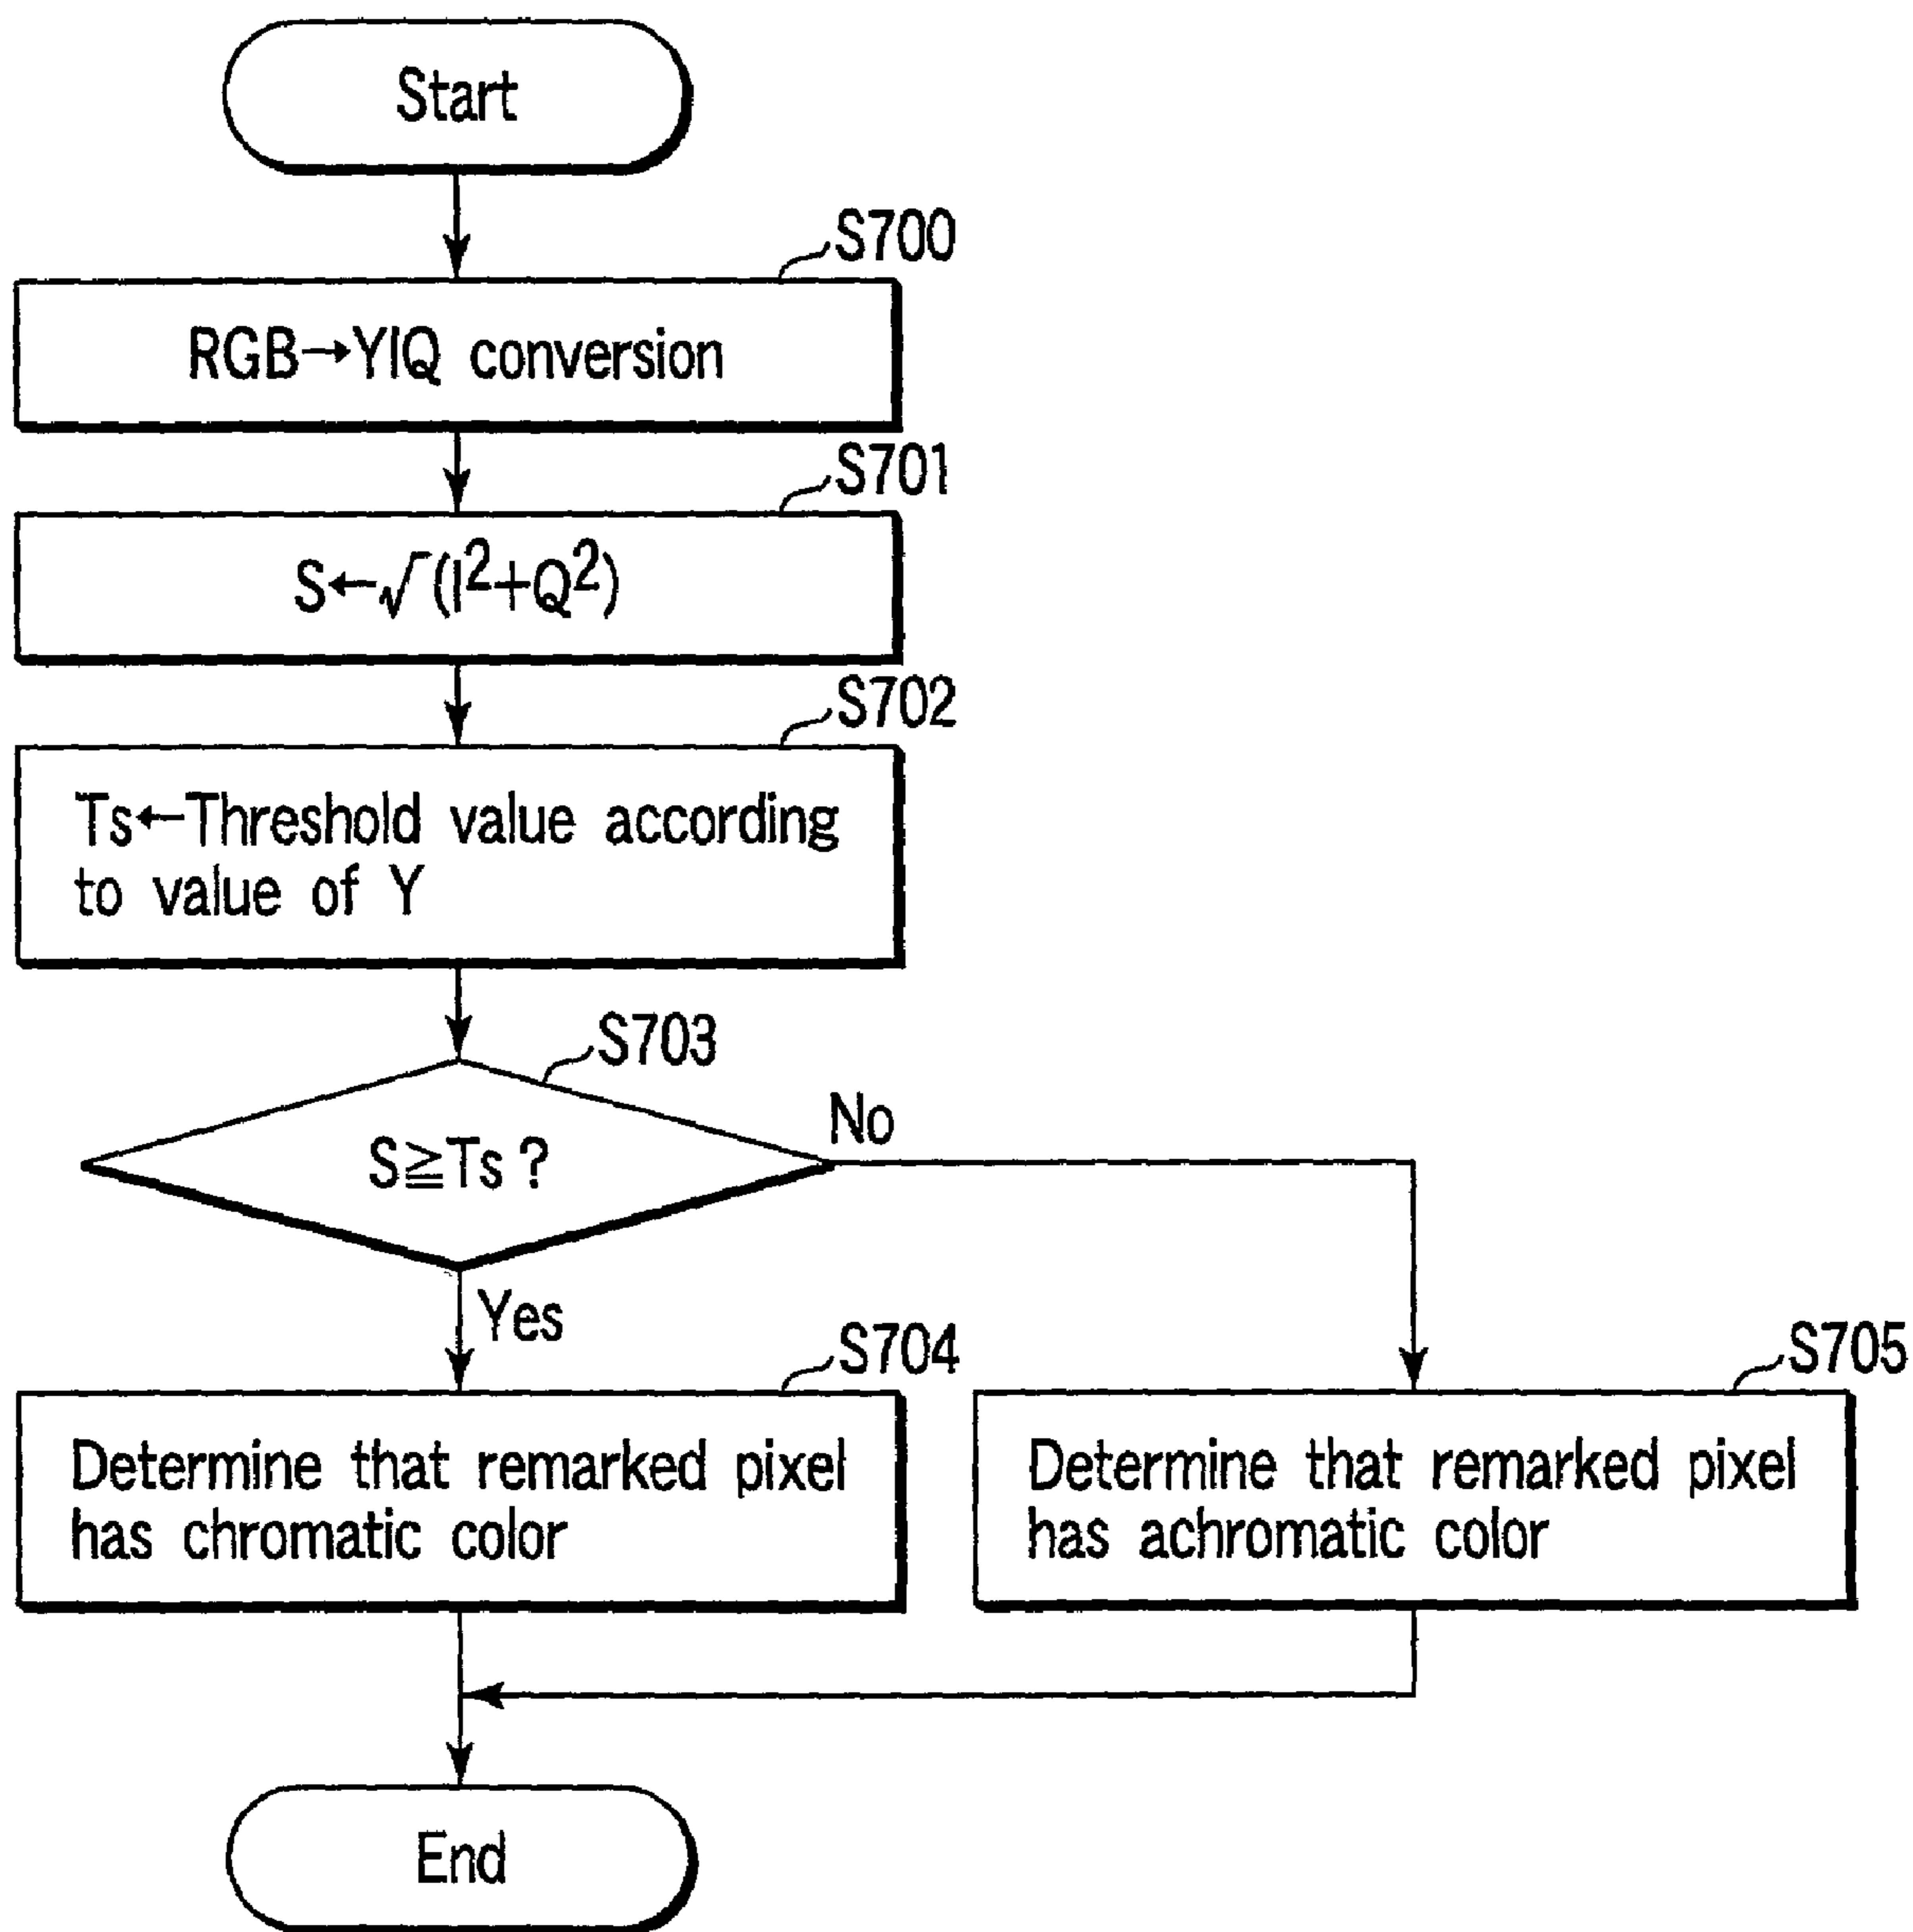 Start
S700
RGB→YIQ conversion
S701
S←√(I²+Q²)
S702
Ts←Threshold value according
to value of Y
S703
S≧Ts ?
No
Yes
S704
Determine that remarked pixel
has chromatic color
S705
Determine that remarked pixel
has achromatic color
End